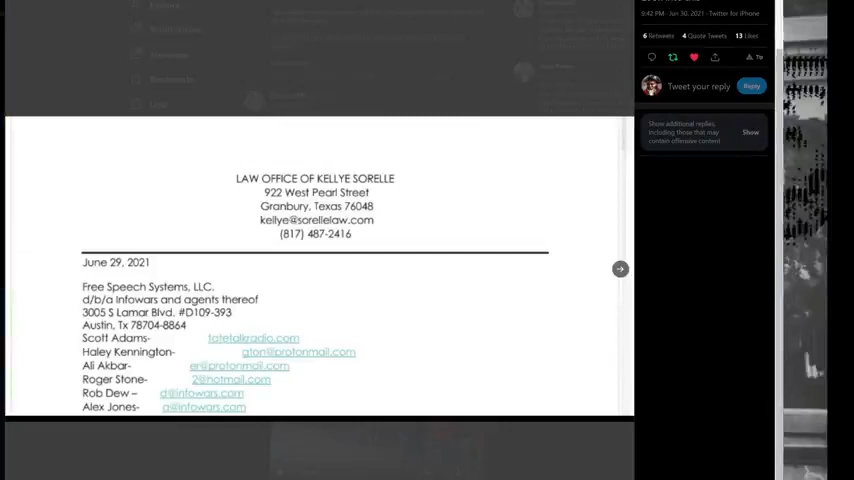 9:42 PM · Jun 30, 2021 · Twitter for iPhone
6 Retweets 4 Quote Tweets 13 Likes
Tip
Tweet your reply
Reply
Show additional replies,
including those that may
contain offensive content
Show
LAW OFFICE OF KELLYE SORELLE
922 West Pearl Street
Granbury, Texas 76048
kellye@sorellelaw.com
(817) 487-2416
June 29, 2021
Free Speech Systems, LLC.
d/b/a Infowars and agents thereof
3005 S Lamar Blvd. #D109-393
Austin, Tx 78704-8864
Scott Adams- tatetalkradio.com
Haley Kennington- gton@protonmail.com
Ali Akbar- er@protonmail.com
Roger Stone- 2@hotmail.com
Rob Dew – d@infowars.com
Alex Jones- a@infowars.com